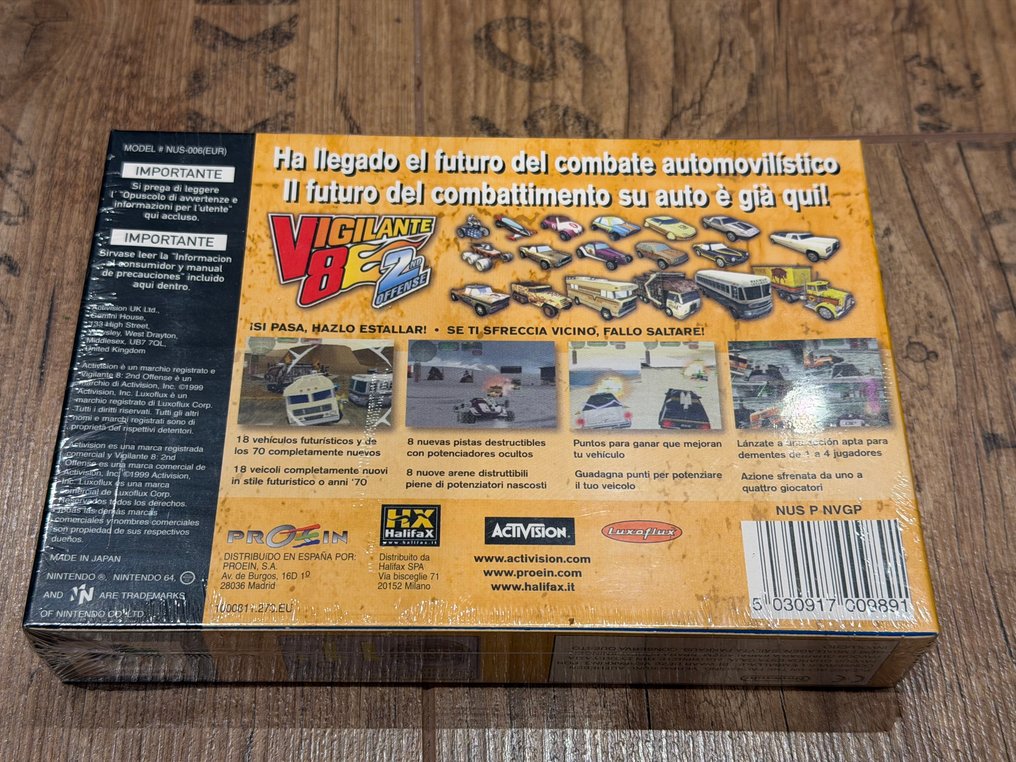 MODEL # NUS-006(EUR)
IMPORTANTE
Si prega di leggere
l' "Opuscolo di avvertenze e
informazioni per l'utente"
qui accluso.
IMPORTANTE
Sirvase leer la "Informacion
al consumidor y manual
de precauciones" incluido
aqui dentro.
Activision UK Ltd.,
Gemini House,
133 High Street,
Yiewsley, West Drayton,
Middlesex, UB7 7QL,
United Kingdom
Activision è un marchio registrato e
Vigilante 8: 2nd Offense è un
marchio di Activision, Inc. ©1999
Activision, Inc. Luxoflux è un
marchio registrato di Luxoflux Corp.
Tutti i diritti riservati. Tutti gli altri
nomi e marchi registrati sono di
proprietà dei rispettivi detentori.
Activision es una marca registrada
comercial y Vigilante 8: 2nd
Offense es una marca comercial de
Activision, Inc. ©1999 Activision,
Inc. Luxoflux es una marca
comercial de Luxoflux Corp.
Reservados todos los derechos.
Todas las demás marcas
comerciales y nombres comerciales
son propiedad de sus respectivos
dueños.
MADE IN JAPAN
NINTENDO ®, NINTENDO 64,
AND N ARE TRADEMARKS
OF NINTENDO CO. LTD
Ha llegado el futuro del combate automovilístico
Il futuro del combattimento su auto è già qui!
VIGILANTE
8 2ND
OFFENSE
¡SI PASA, HAZLO ESTALLAR! • SE TI SFRECCIA VICINO, FALLO SALTARE!
18 vehículos futurísticos y de
los 70 completamente nuevos
18 veicoli completamente nuovi
in stile futuristico o anni '70
8 nuevas pistas destructibles
con potenciadores ocultos
8 nuove arene distruttibili
piene di potenziatori nascosti
Puntos para ganar que mejoran
tu vehículo
Guadagna punti per potenziare
il tuo veicolo
Lánzate a una acción apta para
dementes de 1 a 4 jugadores
Azione sfrenata da uno a
quattro giocatori
PROEIN
DISTRIBUIDO EN ESPAÑA POR:
PROEIN, S.A.
Av. de Burgos, 16D 1º
28036 Madrid
HX
HalifaX
www.halifax.it
Distribuito da
Halifax SPA
Via bisceglie 71
20152 Milano
ACTIVISION.
Luxoflux
www.activision.com
www.proein.com
www.halifax.it
NUS P NVGP
5 030917 009891